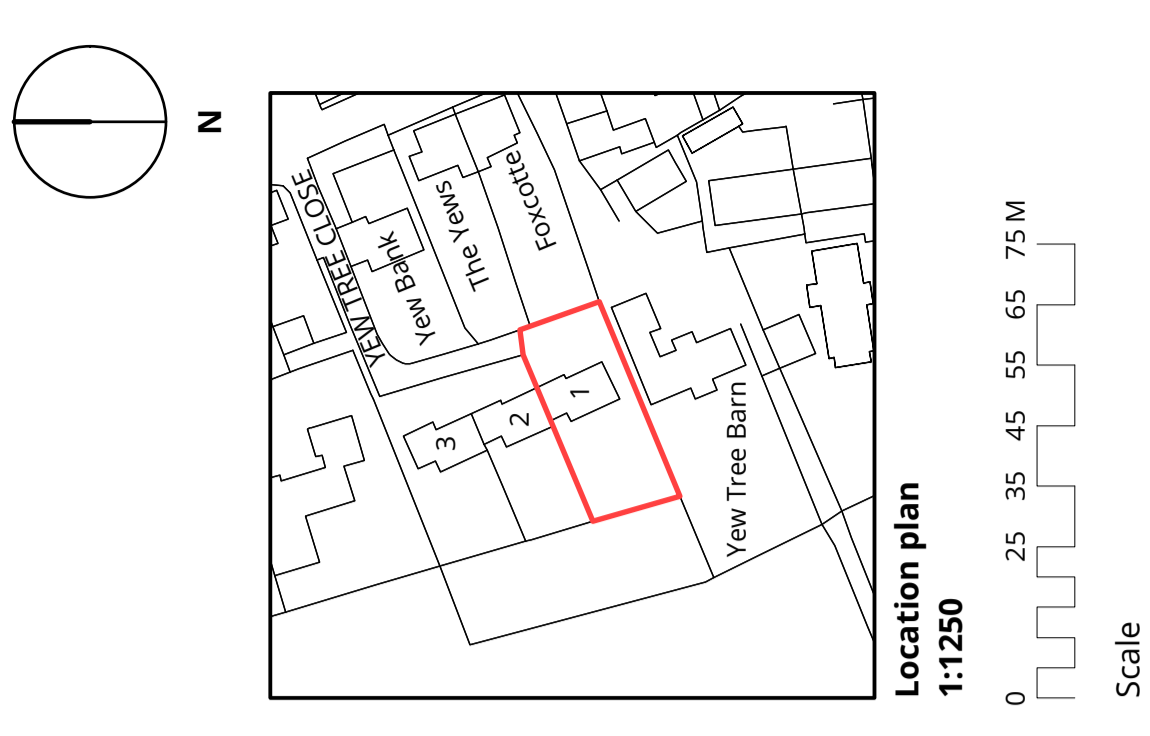 N
YEW TREE CLOSE
Yew Bank
The Yews
Foxcotte
3
2
1
Yew Tree Barn
Location plan
1:1250
0 25 35 45 55 65 75 M
Scale